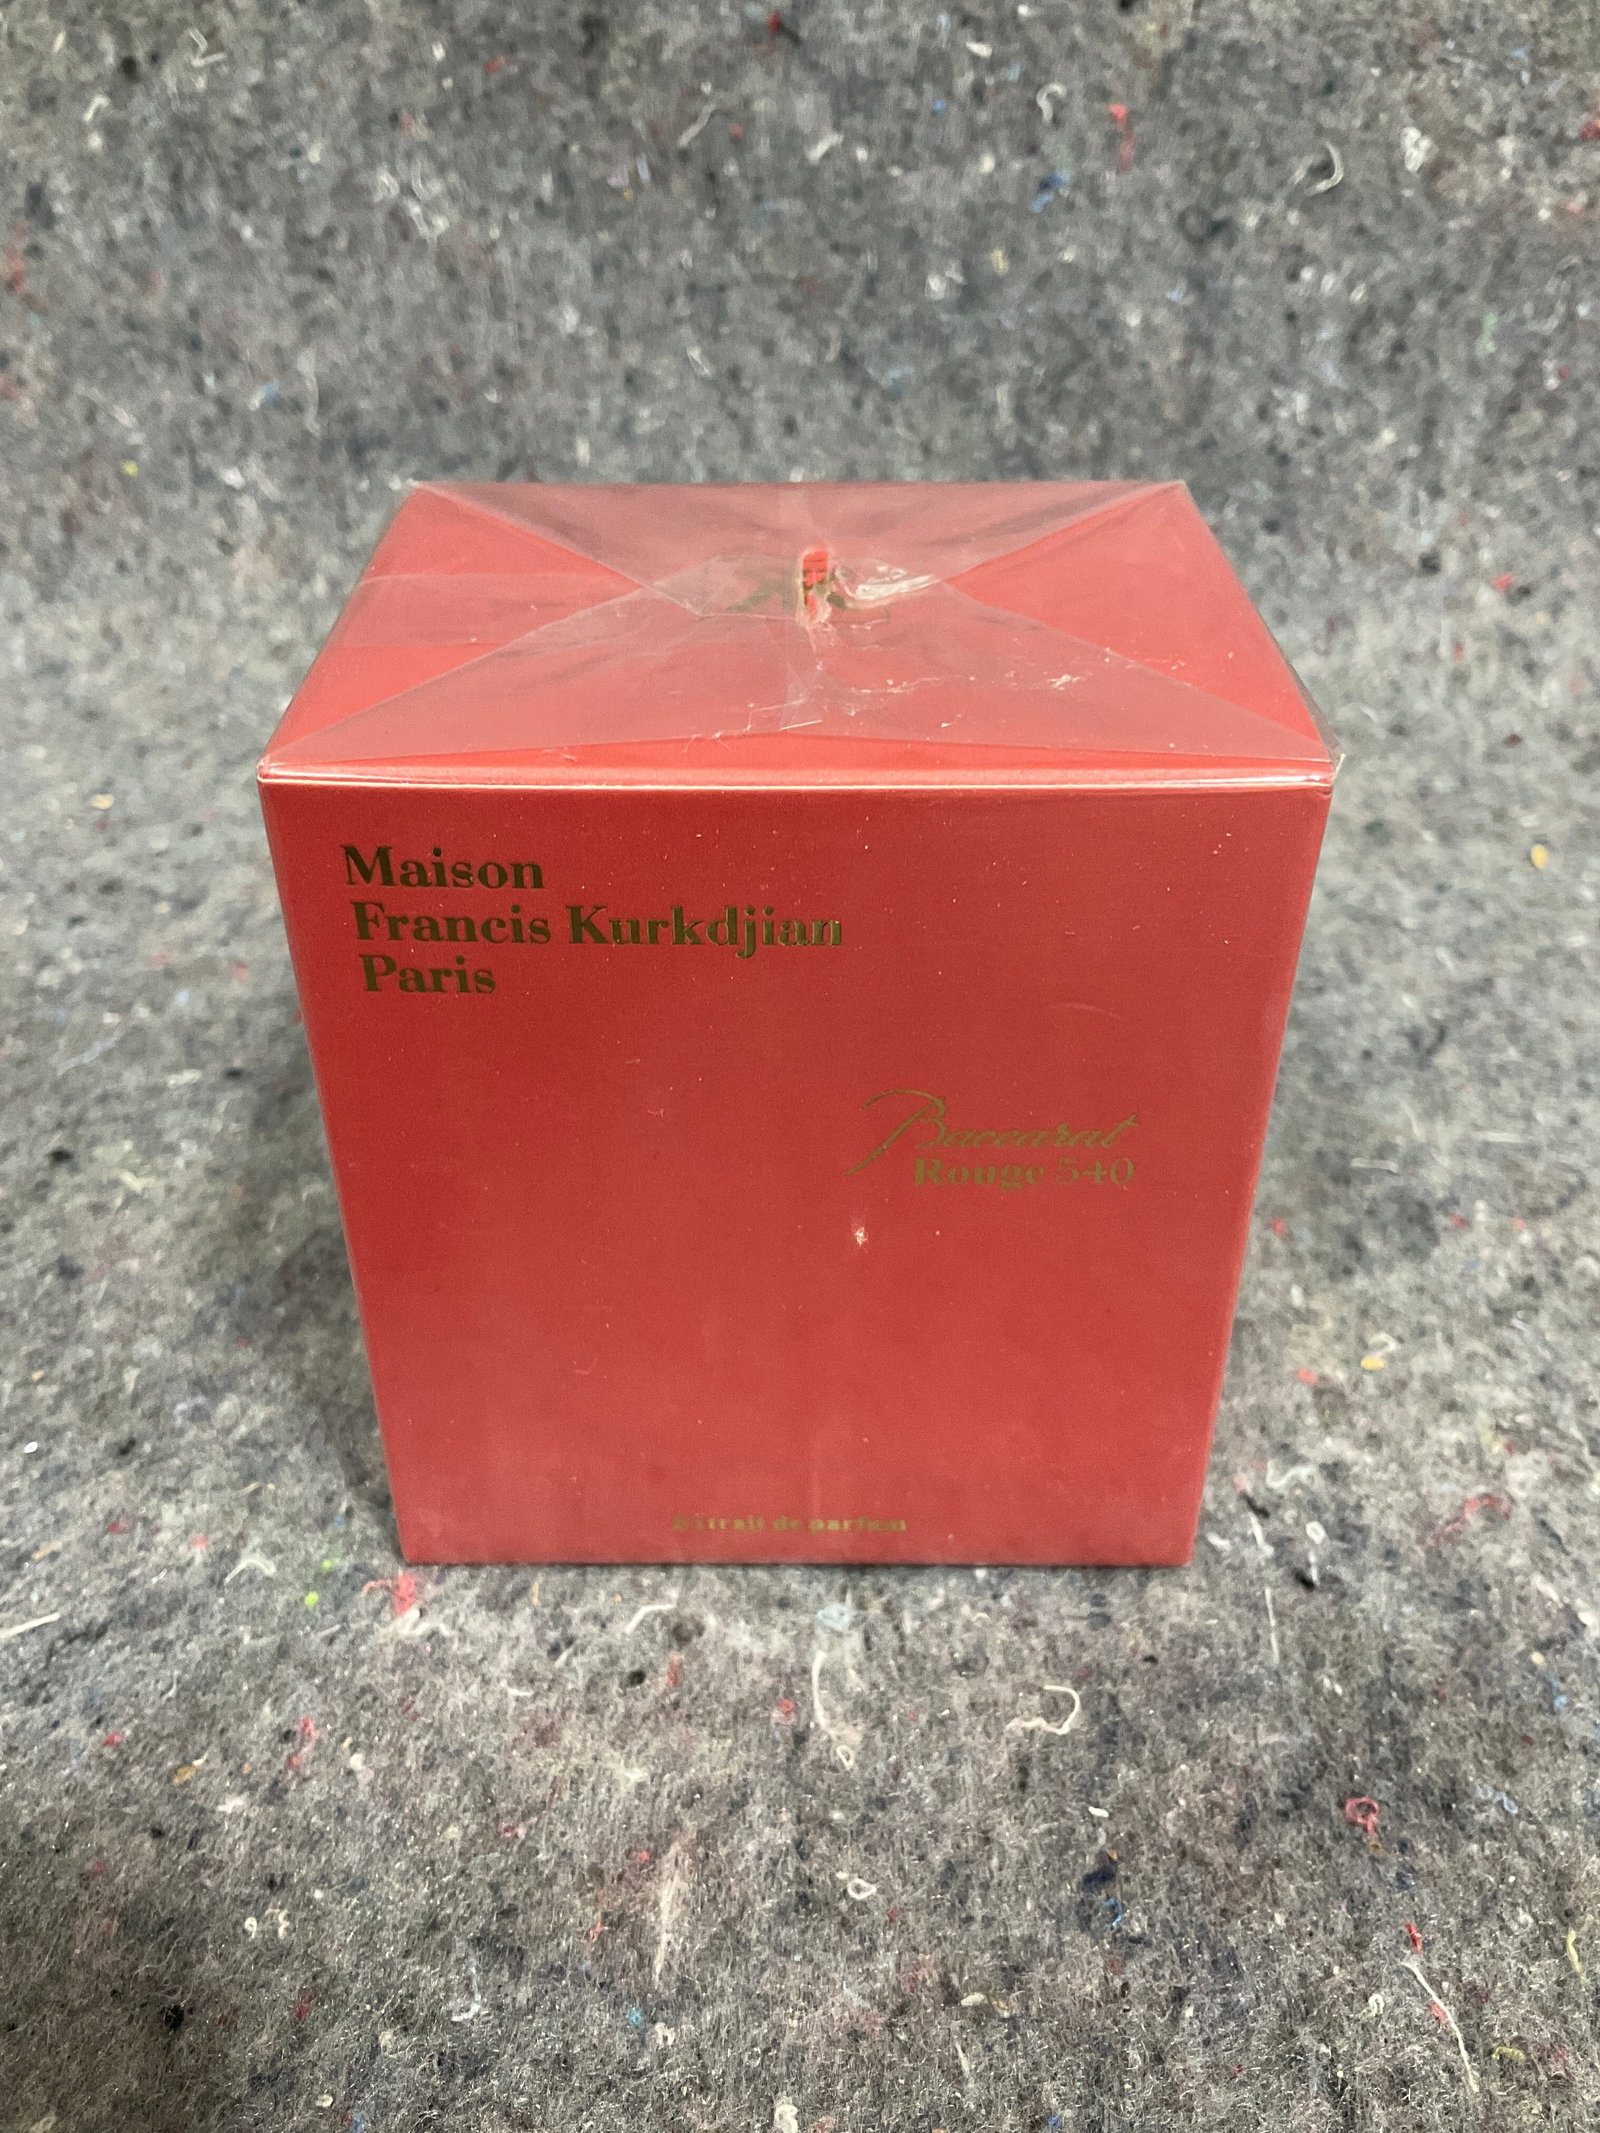 Maison
Francis Kurkdjian
Paris
Baccarat
Rouge 540
Extrait de parfum